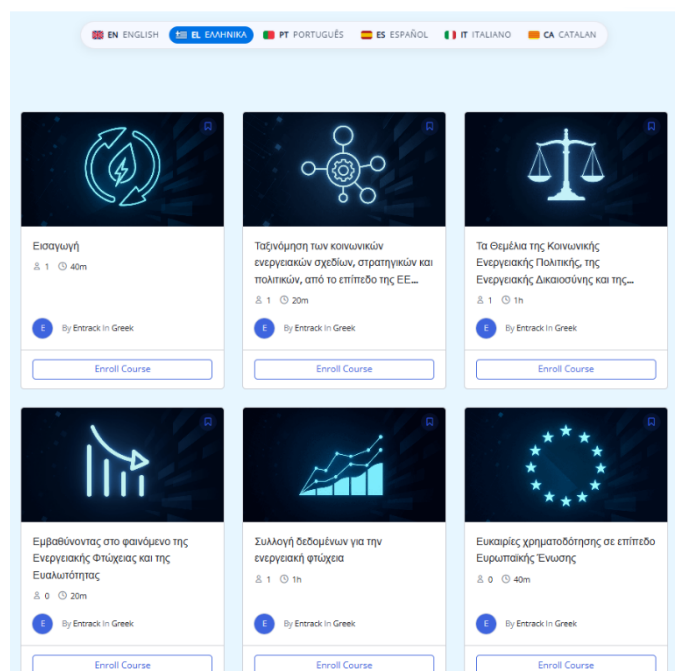 EN ENGLISH EL ΕΛΛΗΝΙΚΑ PT PORTUGUÊS ES ESPAÑOL IT ITALIANO CA CATALAN
Εισαγωγή
1 40m
E By Entrack In Greek
Enroll Course
Ταξινόμηση των κοινωνικών
ενεργειακών σχεδίων, στρατηγικών και
πολιτικών, από το επίπεδο της ΕΕ...
1 20m
E By Entrack In Greek
Enroll Course
Τα Θεμέλια της Κοινωνικής
Ενεργειακής Πολιτικής, της
Ενεργειακής Δικαιοσύνης και της...
1 1h
E By Entrack In Greek
Enroll Course
Εμβαθύνοντας στο φαινόμενο της
Ενεργειακής Φτώχειας και της
Ευαλωτότητας
0 20m
E By Entrack In Greek
Enroll Course
Συλλογή δεδομένων για την
ενεργειακή φτώχεια
1 1h
E By Entrack In Greek
Enroll Course
Ευκαιρίες χρηματοδότησης σε επίπεδο
Ευρωπαϊκής Ένωσης
0 40m
E By Entrack In Greek
Enroll Course